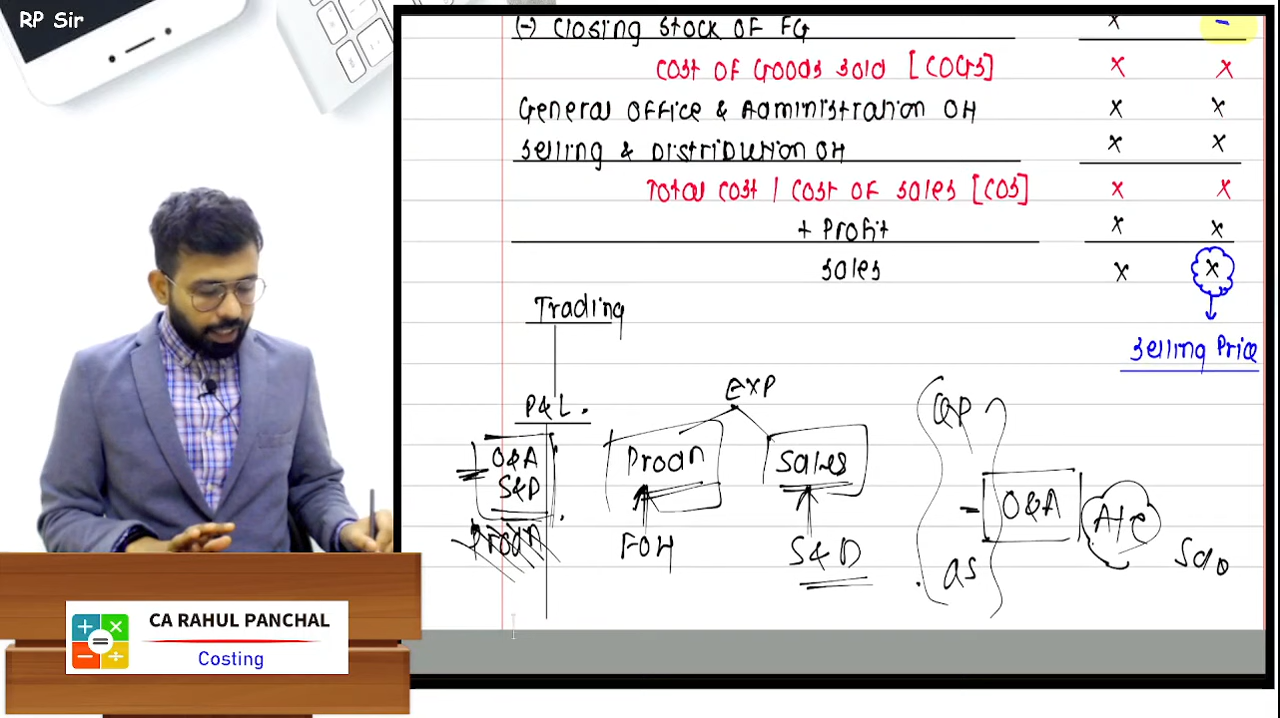 RP Sir
(-) Closing Stock OF FG x -
Cost OF Goods Sold [COGS] x x
General Office & Administration OH x x
Selling & Distribution OH x x
Total Cost / Cost OF Sales [COS] x x
+ Profit x x
Sales x x
Selling Price
Trading
P&L.
O&A
S&D
Prodn
exp
Prodn Sales
FOH S&D
QP
- O&A A/c
as
CA RAHUL PANCHAL
Costing